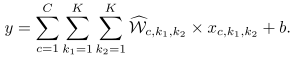 $y = \sum_{c=1}^{C} \sum_{k_1=1}^{K} \sum_{k_2=1}^{K} \widehat{\mathcal{W}}_{c,k_1,k_2} \times x_{c,k_1,k_2} + b.$